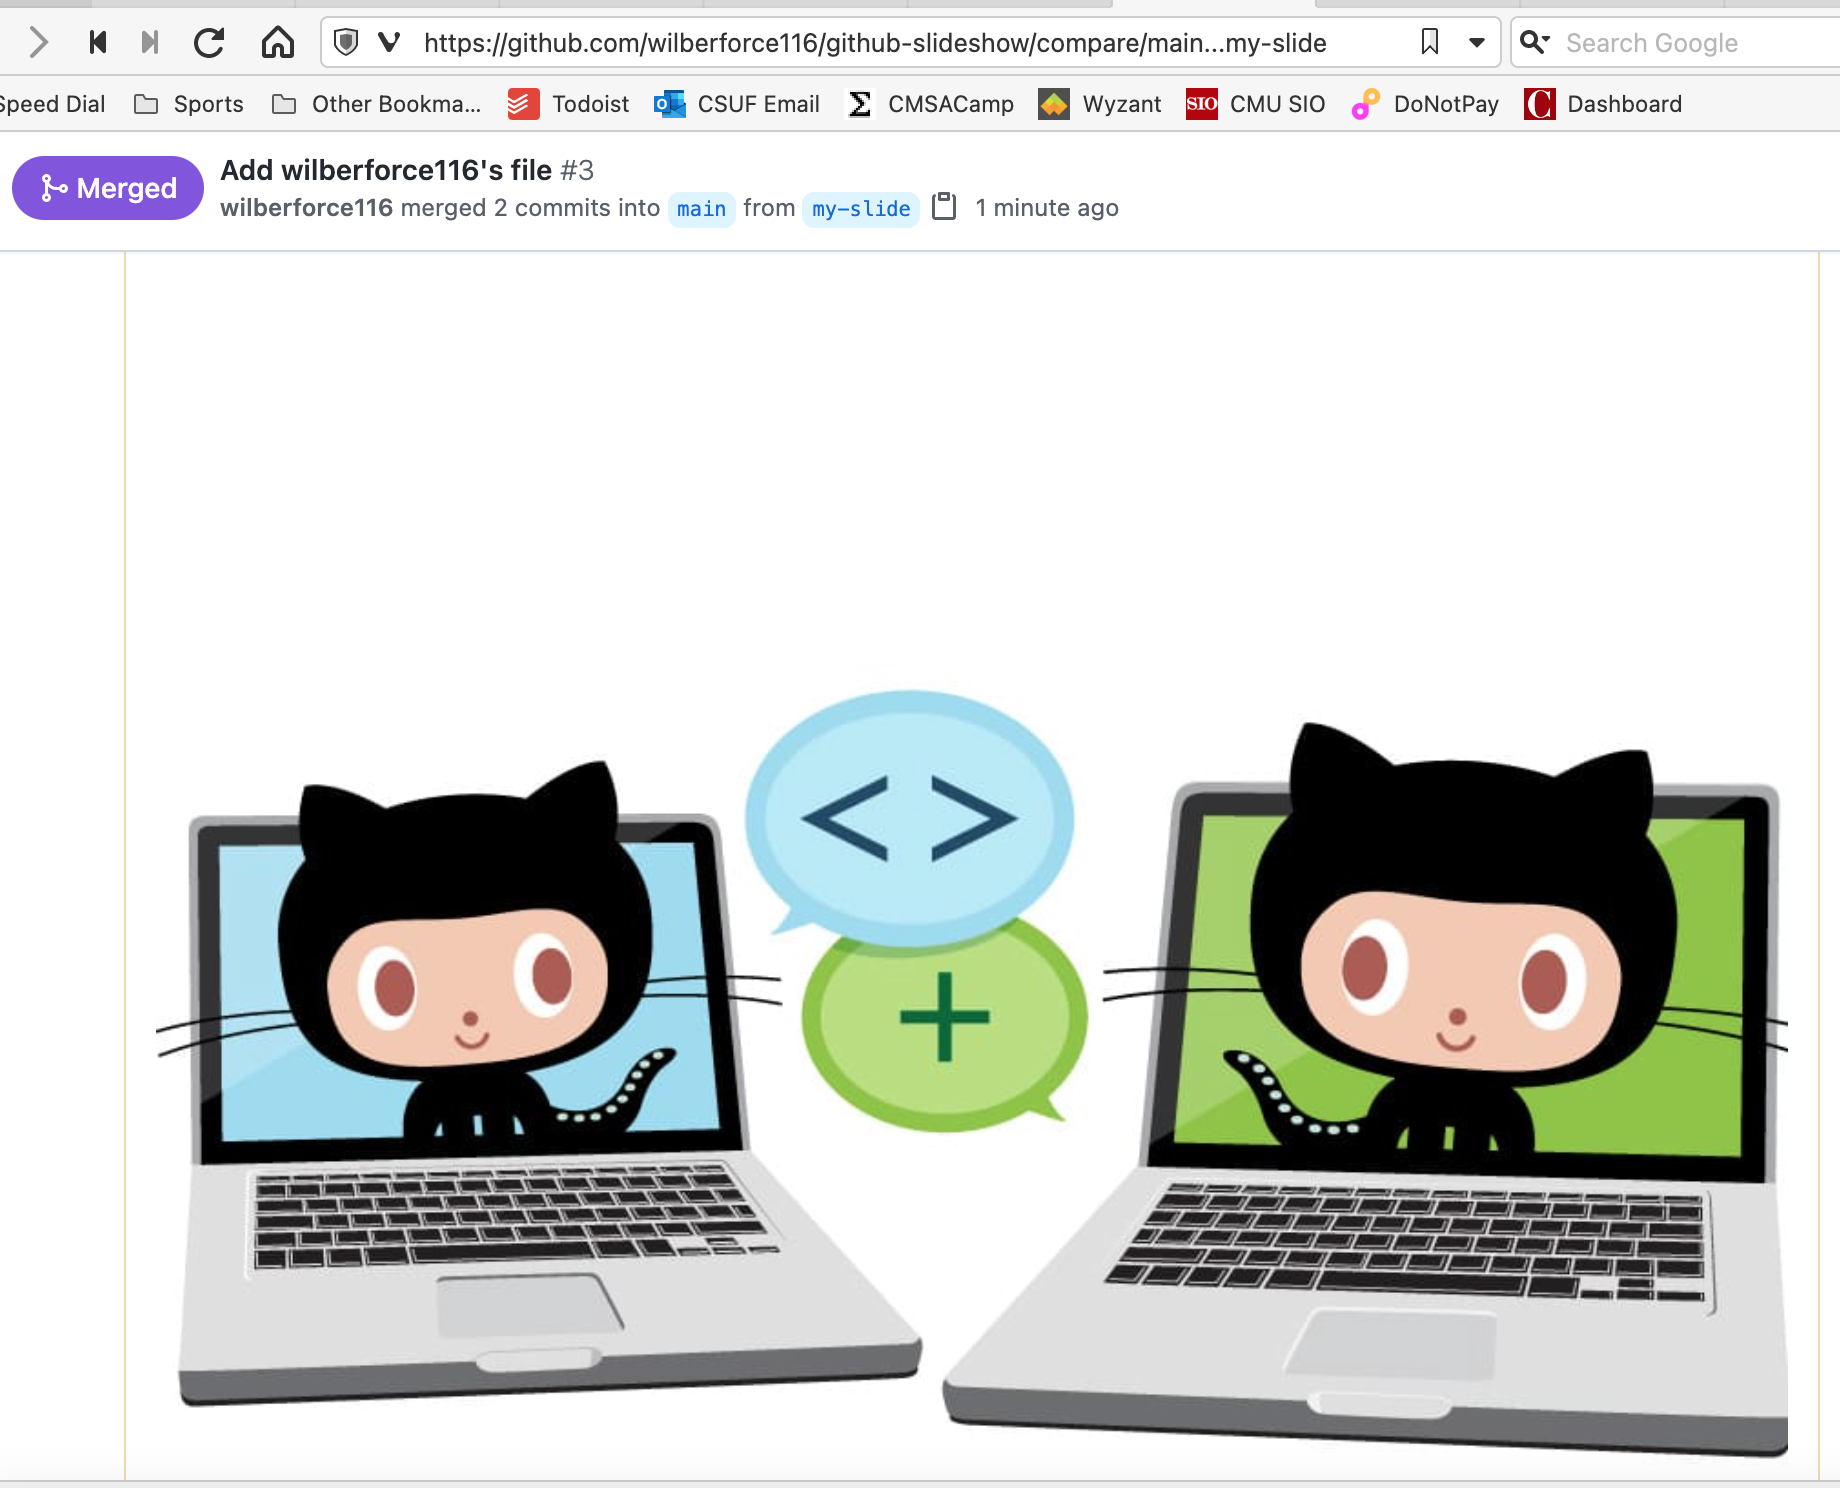 https://github.com/wilberforce116/github-slideshow/compare/main...my-slide
Search Google
Speed Dial Sports Other Bookma... Todoist CSUF Email CMSACamp Wyzant SIO CMU SIO DoNotPay C Dashboard
Merged
Add wilberforce116's file #3
wilberforce116 merged 2 commits into main from my-slide 1 minute ago
< >
+